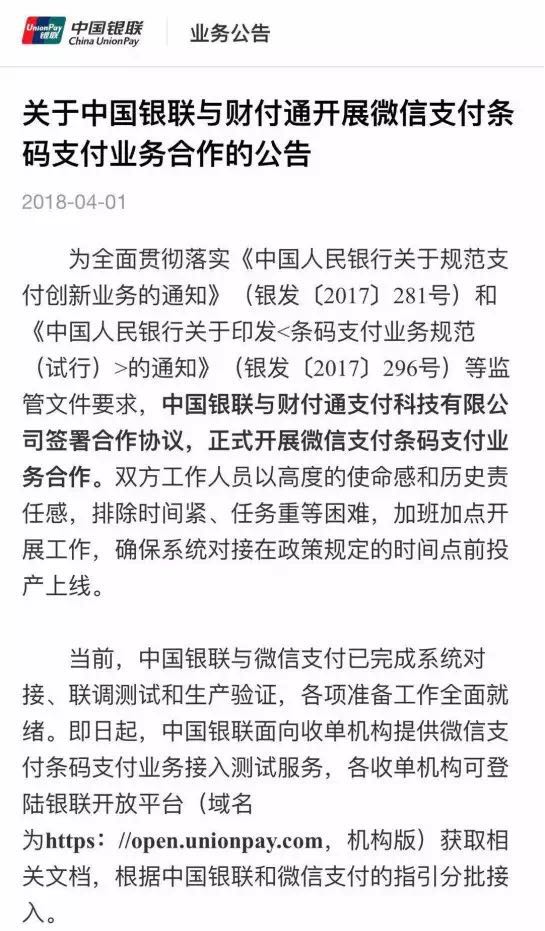 UnionPay
银联
中国银联
China UnionPay
业务公告
关于中国银联与财付通开展微信支付条
码支付业务合作的公告
2018-04-01
为全面贯彻落实《中国人民银行关于规范支
付创新业务的通知》（银发〔2017〕281号）和
《中国人民银行关于印发<条码支付业务规范
（试行）>的通知》（银发〔2017〕296号）等监
管文件要求，中国银联与财付通支付科技有限公
司签署合作协议，正式开展微信支付条码支付业
务合作。双方工作人员以高度的使命感和历史责
任感，排除时间紧、任务重等困难，加班加点开
展工作，确保系统对接在政策规定的时间点前投
产上线。
当前，中国银联与微信支付已完成系统对
接、联调测试和生产验证，各项准备工作全面就
绪。即日起，中国银联面向收单机构提供微信支
付条码支付业务接入测试服务，各收单机构可登
陆银联开放平台（域名
为https：//open.unionpay.com，机构版）获取相
关文档，根据中国银联和微信支付的指引分批接
入。